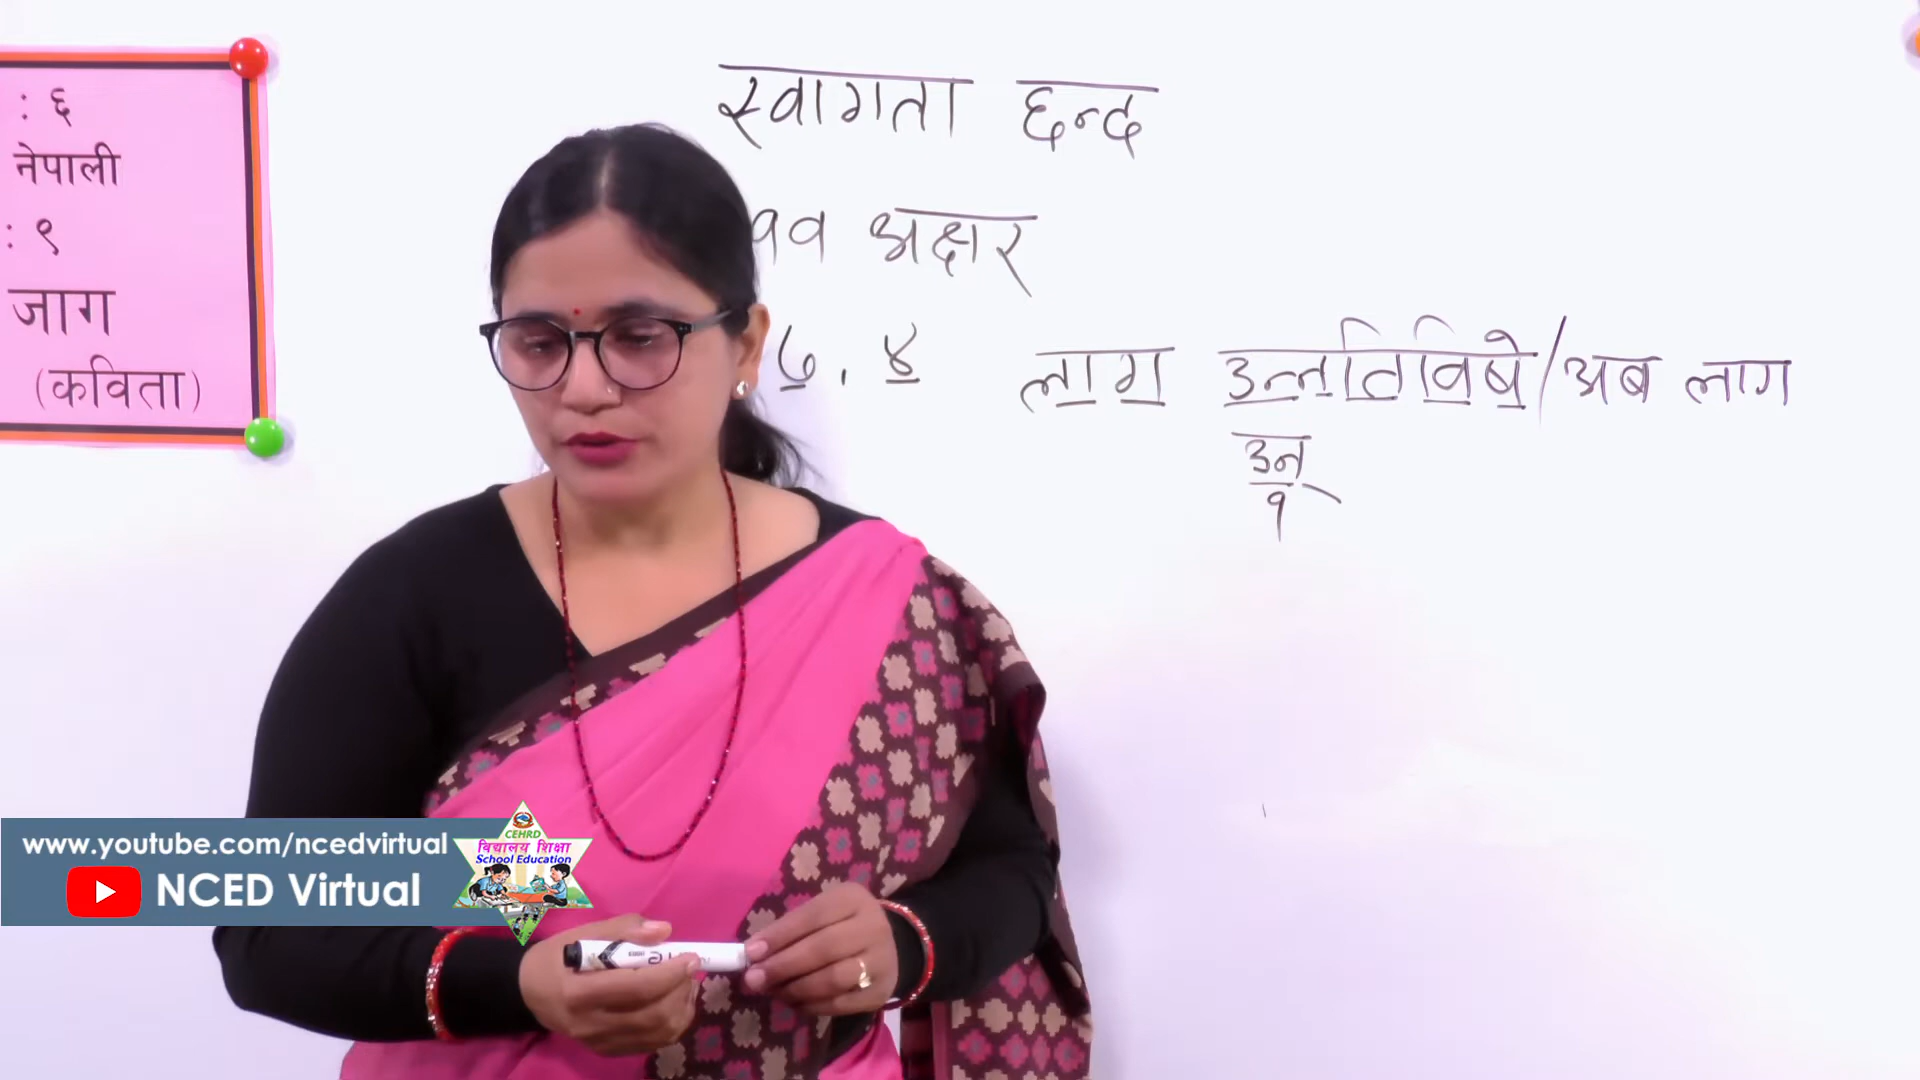 : ६
नेपाली
: ९
जाग
(कविता)
स्वागता छन्द
११ अक्षर
७, ४
लाग उन्नतिविषे/अब लाग
उन्
१
www.youtube.com/ncedvirtual
NCED Virtual
CEHRD
विद्यालय शिक्षा
School Education